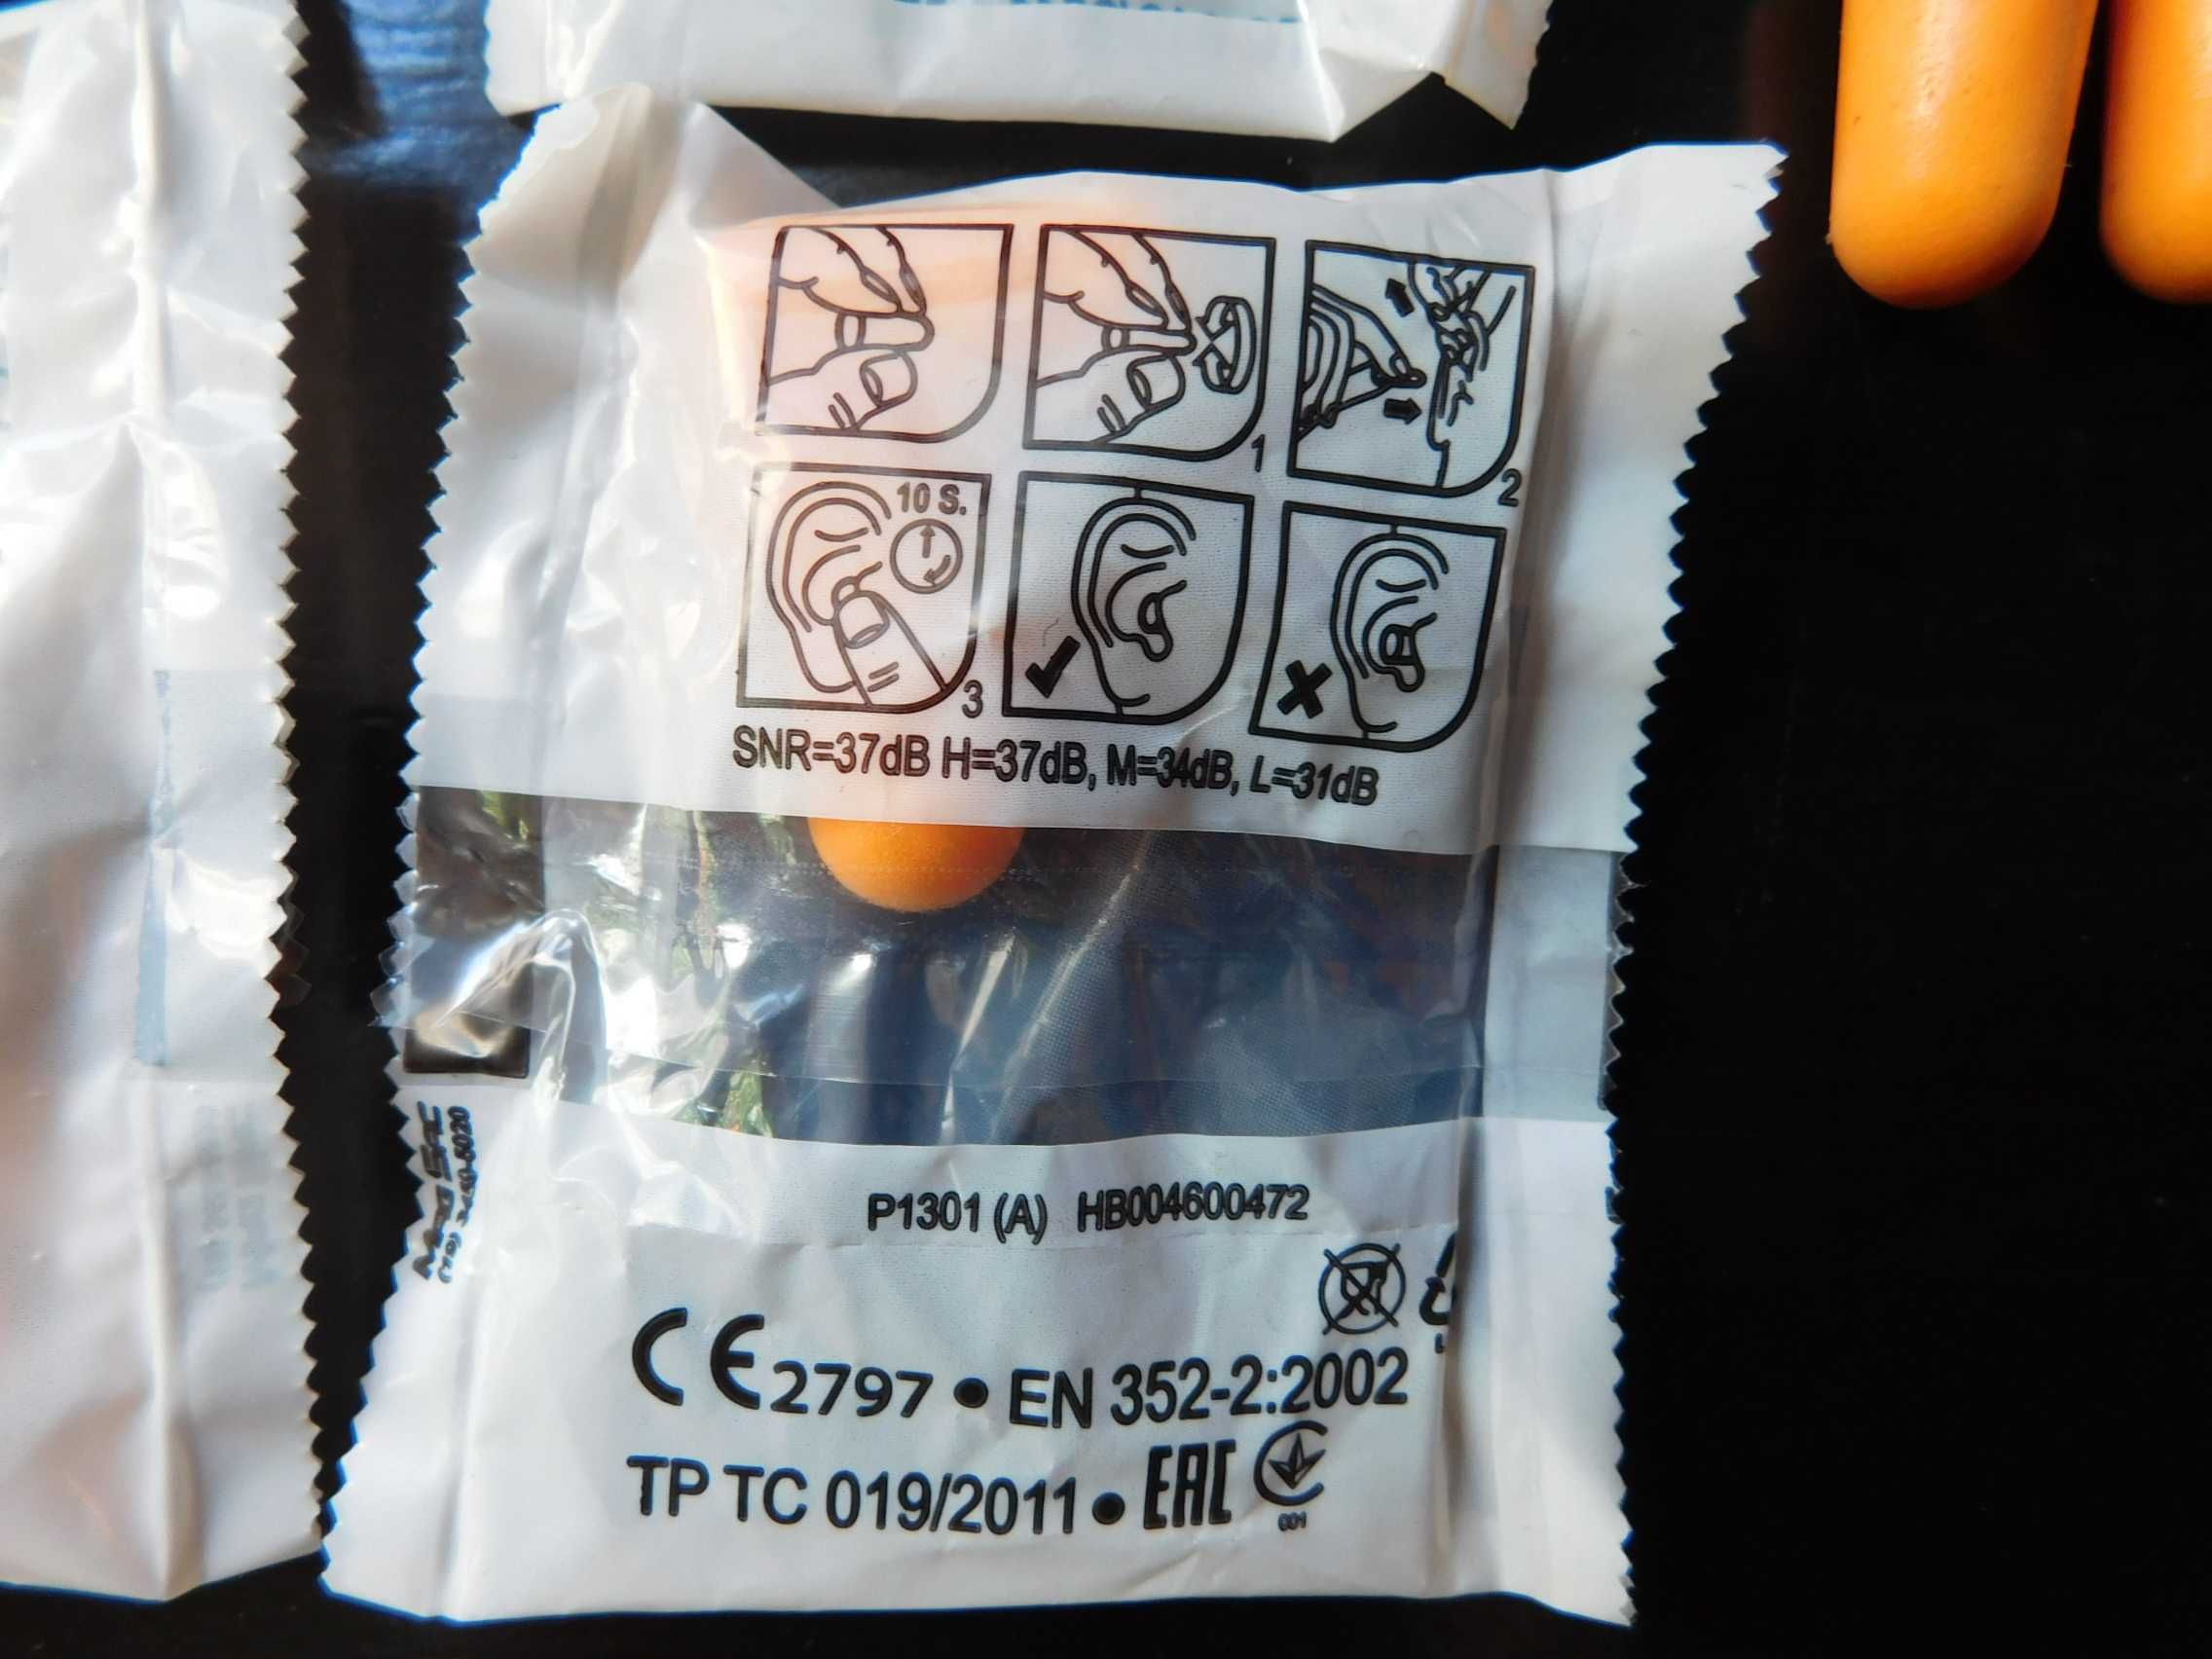 1
2
10 S.
3
SNR=37dB H=37dB, M=34dB, L=31dB
P1301 (A) HB004600472
CE 2797 • EN 352-2:2002
TP TC 019/2011 • EAC
001